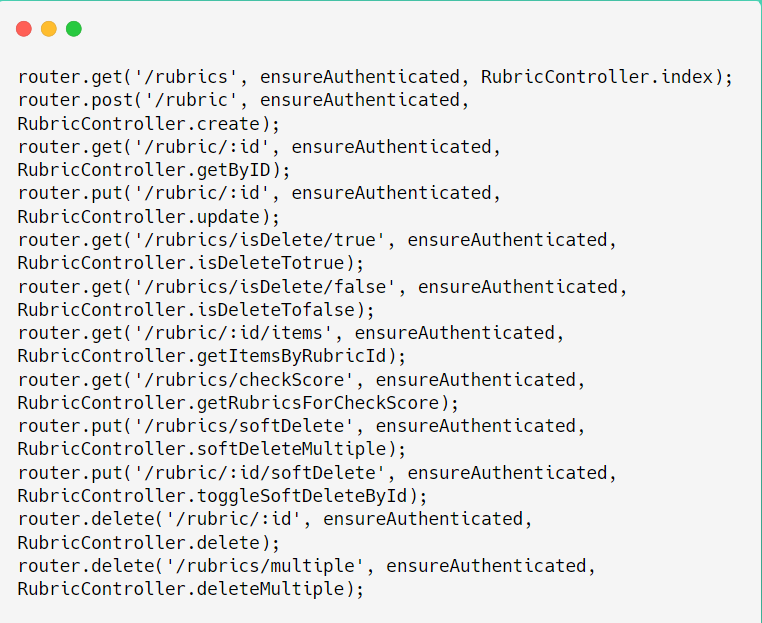 router.get('/rubrics', ensureAuthenticated, RubricController.index);
router.post('/rubric', ensureAuthenticated,
RubricController.create);
router.get('/rubric/:id', ensureAuthenticated,
RubricController.getByID);
router.put('/rubric/:id', ensureAuthenticated,
RubricController.update);
router.get('/rubrics/isDelete/true', ensureAuthenticated,
RubricController.isDeleteTotrue);
router.get('/rubrics/isDelete/false', ensureAuthenticated,
RubricController.isDeleteTofalse);
router.get('/rubric/:id/items', ensureAuthenticated,
RubricController.getItemsByRubricId);
router.get('/rubrics/checkScore', ensureAuthenticated,
RubricController.getRubricsForCheckScore);
router.put('/rubrics/softDelete', ensureAuthenticated,
RubricController.softDeleteMultiple);
router.put('/rubric/:id/softDelete', ensureAuthenticated,
RubricController.toggleSoftDeleteById);
router.delete('/rubric/:id', ensureAuthenticated,
RubricController.delete);
router.delete('/rubrics/multiple', ensureAuthenticated,
RubricController.deleteMultiple);